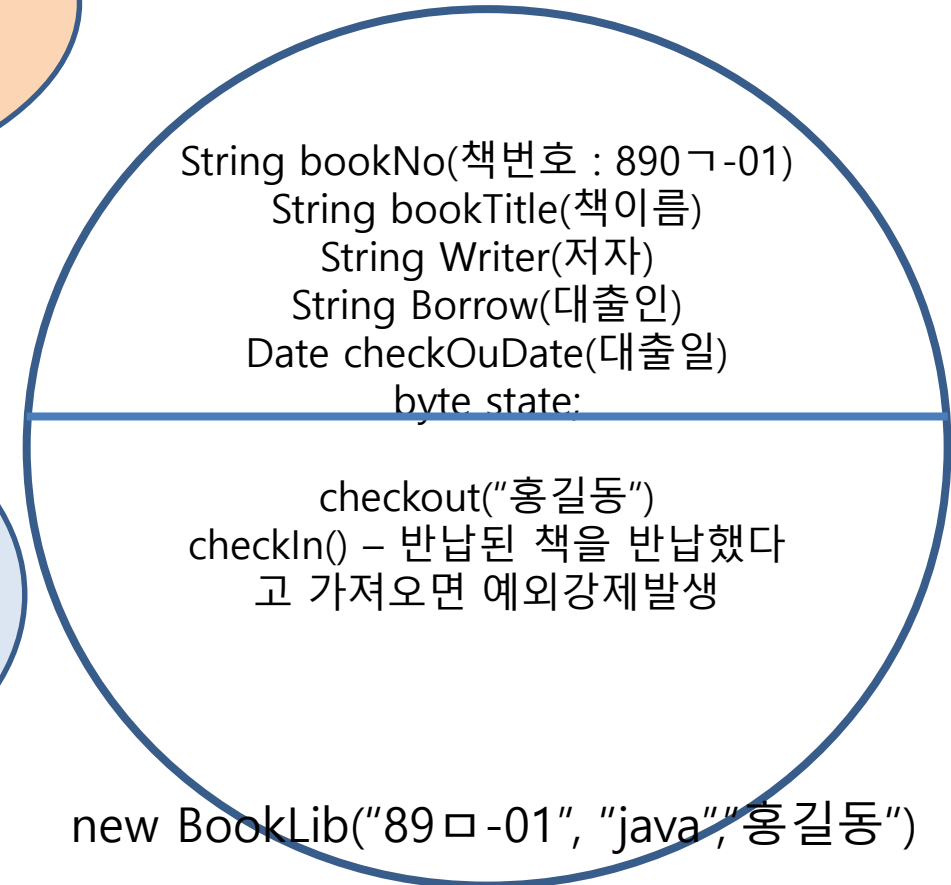 String bookNo(책번호 : 890ㄱ-01)
String bookTitle(책이름)
String Writer(저자)
String Borrow(대출인)
Date checkOuDate(대출일)
byte state;
checkout(“홍길동”)
checkIn() – 반납된 책을 반납했다
고 가져오면 예외강제발생
new BookLib(“89ㅁ-01”, “java”,”홍길동”)